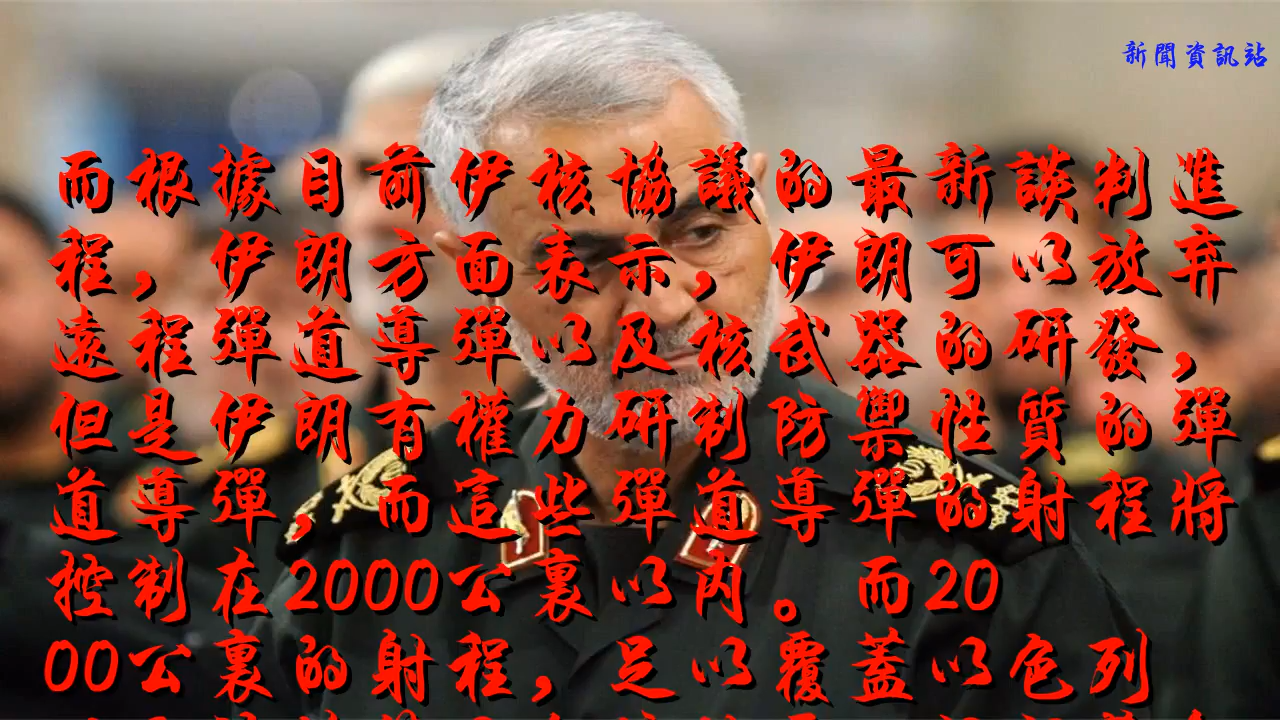 新聞資訊站
而根據目前伊核協議的最新談判進
程，伊朗方面表示，伊朗可以放弃
遠程彈道導彈以及核武器的研發，
但是伊朗有權力研制防禦性質的彈
道導彈，而這些彈道導彈的射程將
控制在2000公裏以內。而20
00公裏的射程，足以覆蓋以色列